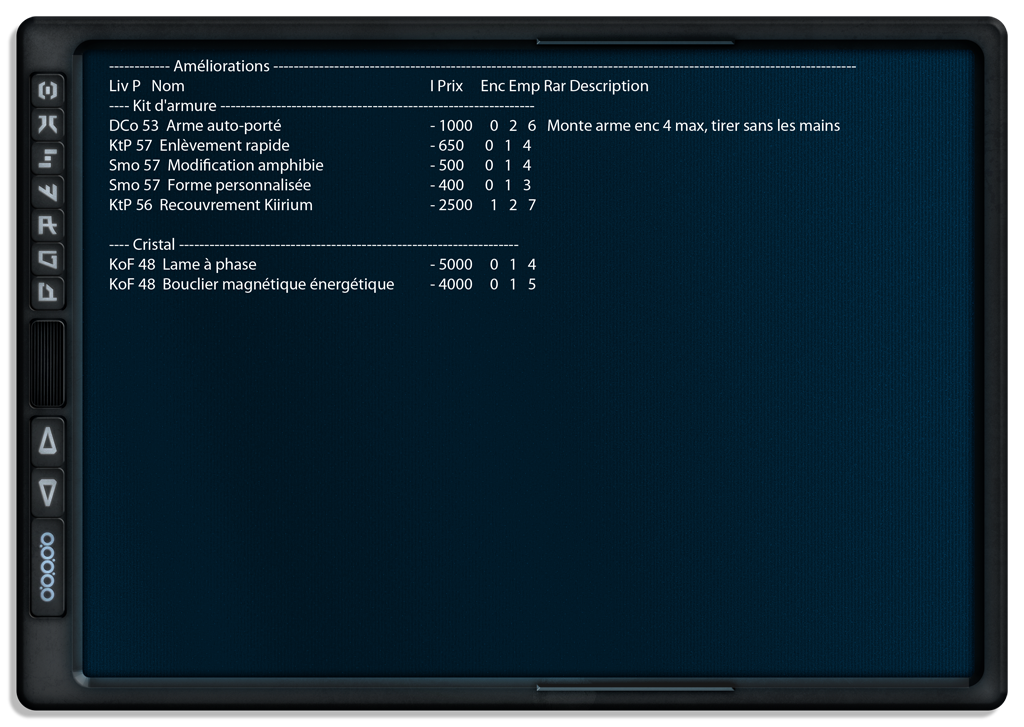 ------------ Améliorations --------------------------------------------------------------------------------------------------------------------
Liv P Nom I Prix Enc Emp Rar Description
---- Kit d'armure ---------------------------------------------------------------
DCo 53 Arme auto-porté - 1000 0 2 6 Monte arme enc 4 max, tirer sans les mains
KtP 57 Enlèvement rapide - 650 0 1 4
Smo 57 Modification amphibie - 500 0 1 4
Smo 57 Forme personnalisée - 400 0 1 3
KtP 56 Recouvrement Kiirium - 2500 1 2 7
---- Cristal --------------------------------------------------------------------
KoF 48 Lame à phase - 5000 0 1 4
KoF 48 Bouclier magnétique énergétique - 4000 0 1 5